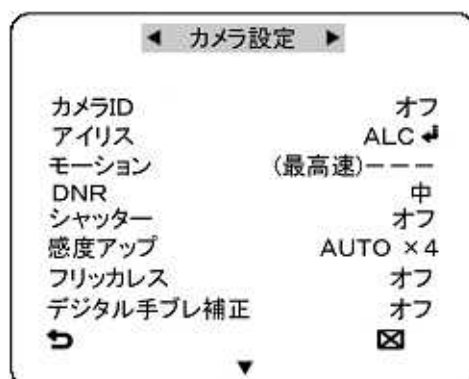 ◀ カメラ設定 ▶
カメラID オフ
アイリス ALC↲
モーション (最高速)ーーー
DNR 中
シャッター オフ
感度アップ AUTO ×4
フリッカレス オフ
デジタル手ブレ補正 オフ